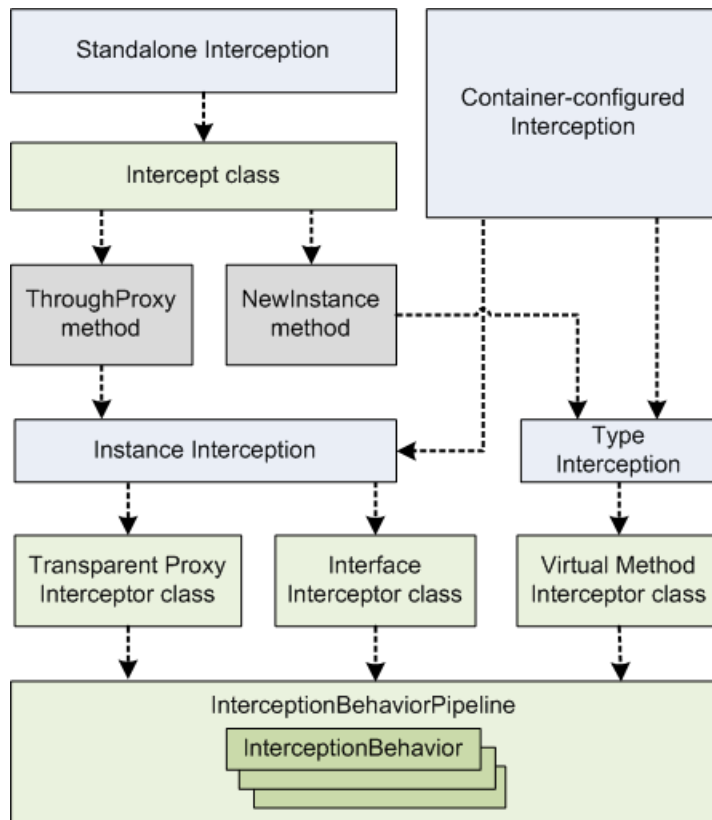 Standalone Interception
Container-configured
Interception
Intercept class
ThroughProxy
method
NewInstance
method
Instance Interception
Type
Interception
Transparent Proxy
Interceptor class
Interface
Interceptor class
Virtual Method
Interceptor class
InterceptionBehaviorPipeline
InterceptionBehavior